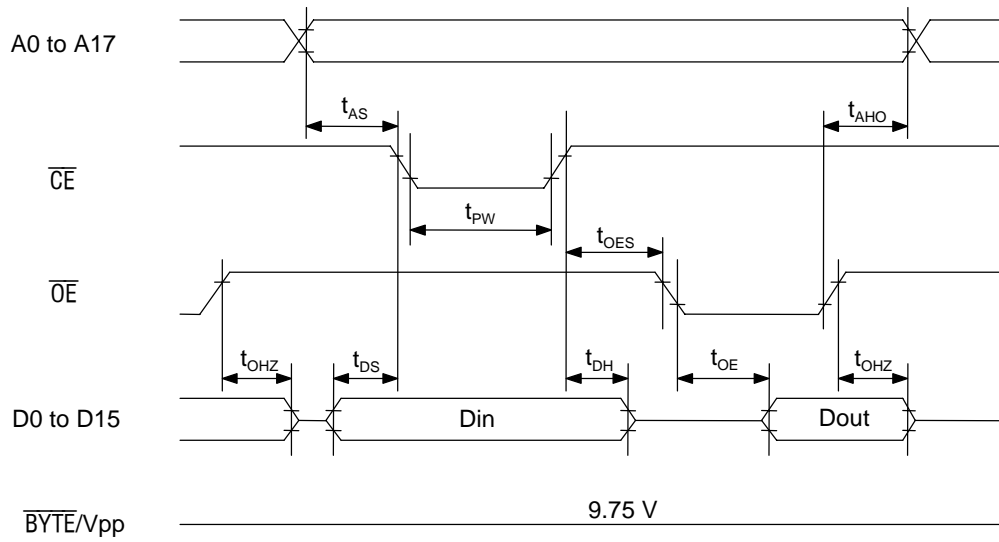 A0 to A17
tAS
tAHO
CE
tPW
tOES
OE
tOHZ
tDS
tDH
tOE
tOHZ
D0 to D15
Din
Dout
BYTE/Vpp
9.75 V